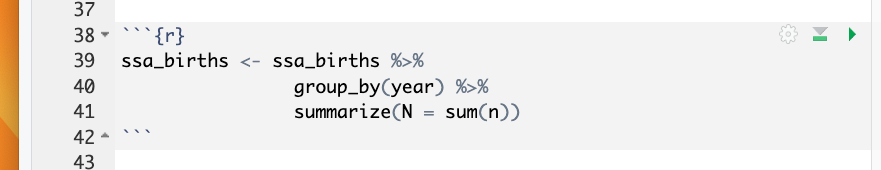 37
38 ```{r}
39 ssa_births <- ssa_births %>%
40 group_by(year) %>%
41 summarize(N = sum(n))
42 ```
43